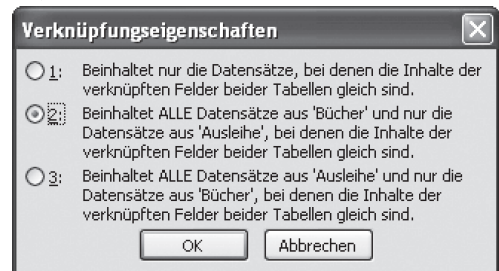 Verknüpfungseigenschaften
1: Beinhaltet nur die Datensätze, bei denen die Inhalte der
verknüpften Felder beider Tabellen gleich sind.
2: Beinhaltet ALLE Datensätze aus 'Bücher' und nur die
Datensätze aus 'Ausleihe', bei denen die Inhalte der
verknüpften Felder beider Tabellen gleich sind.
3: Beinhaltet ALLE Datensätze aus 'Ausleihe' und nur die
Datensätze aus 'Bücher', bei denen die Inhalte der
verknüpften Felder beider Tabellen gleich sind.
OK Abbrechen